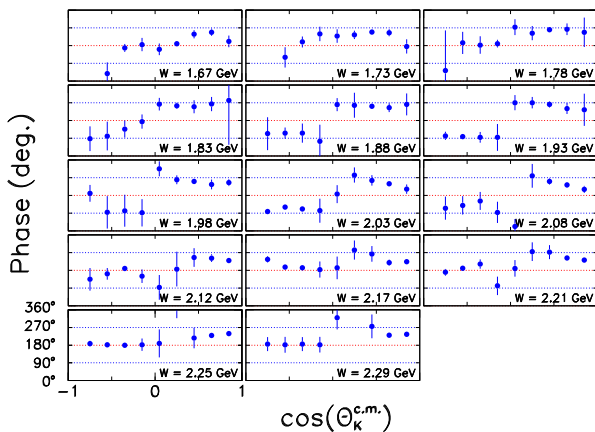 W = 1.67 GeV
W = 1.73 GeV
W = 1.78 GeV
W = 1.83 GeV
W = 1.88 GeV
W = 1.93 GeV
Phase (deg.)
W = 1.98 GeV
W = 2.03 GeV
W = 2.08 GeV
W = 2.12 GeV
W = 2.17 GeV
W = 2.21 GeV
360°
270°
180°
90°
0°
W = 2.25 GeV
W = 2.29 GeV
-1 0 1
cos(Θ_K^c.m.)